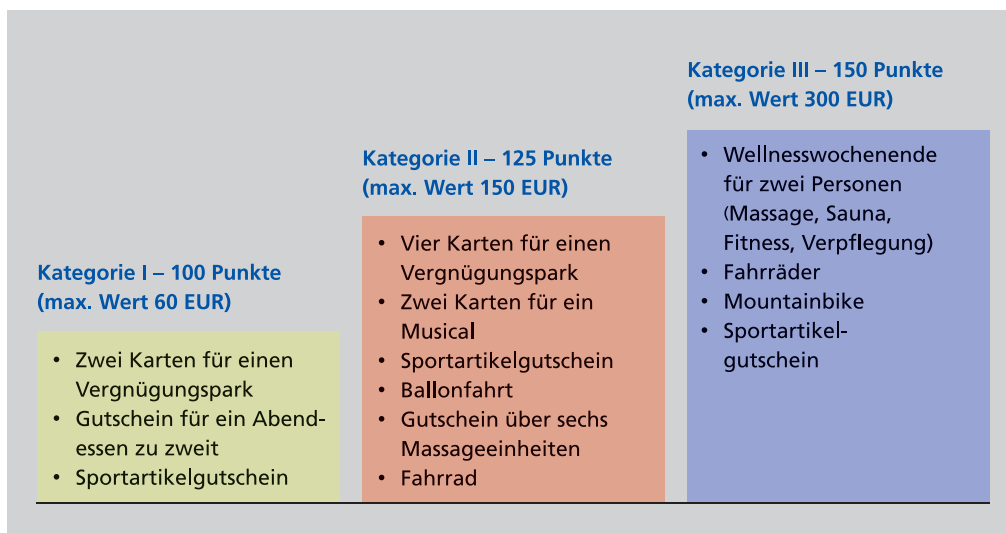 Kategorie I – 100 Punkte
(max. Wert 60 EUR)
• Zwei Karten für einen
Vergnügungspark
• Gutschein für ein Abend-
essen zu zweit
• Sportartikelgutschein
Kategorie II – 125 Punkte
(max. Wert 150 EUR)
• Vier Karten für einen
Vergnügungspark
• Zwei Karten für ein
Musical
• Sportartikelgutschein
• Ballonfahrt
• Gutschein über sechs
Massageeinheiten
• Fahrrad
Kategorie III – 150 Punkte
(max. Wert 300 EUR)
• Wellnesswochenende
für zwei Personen
(Massage, Sauna,
Fitness, Verpflegung)
• Fahrräder
• Mountainbike
• Sportartikel-
gutschein